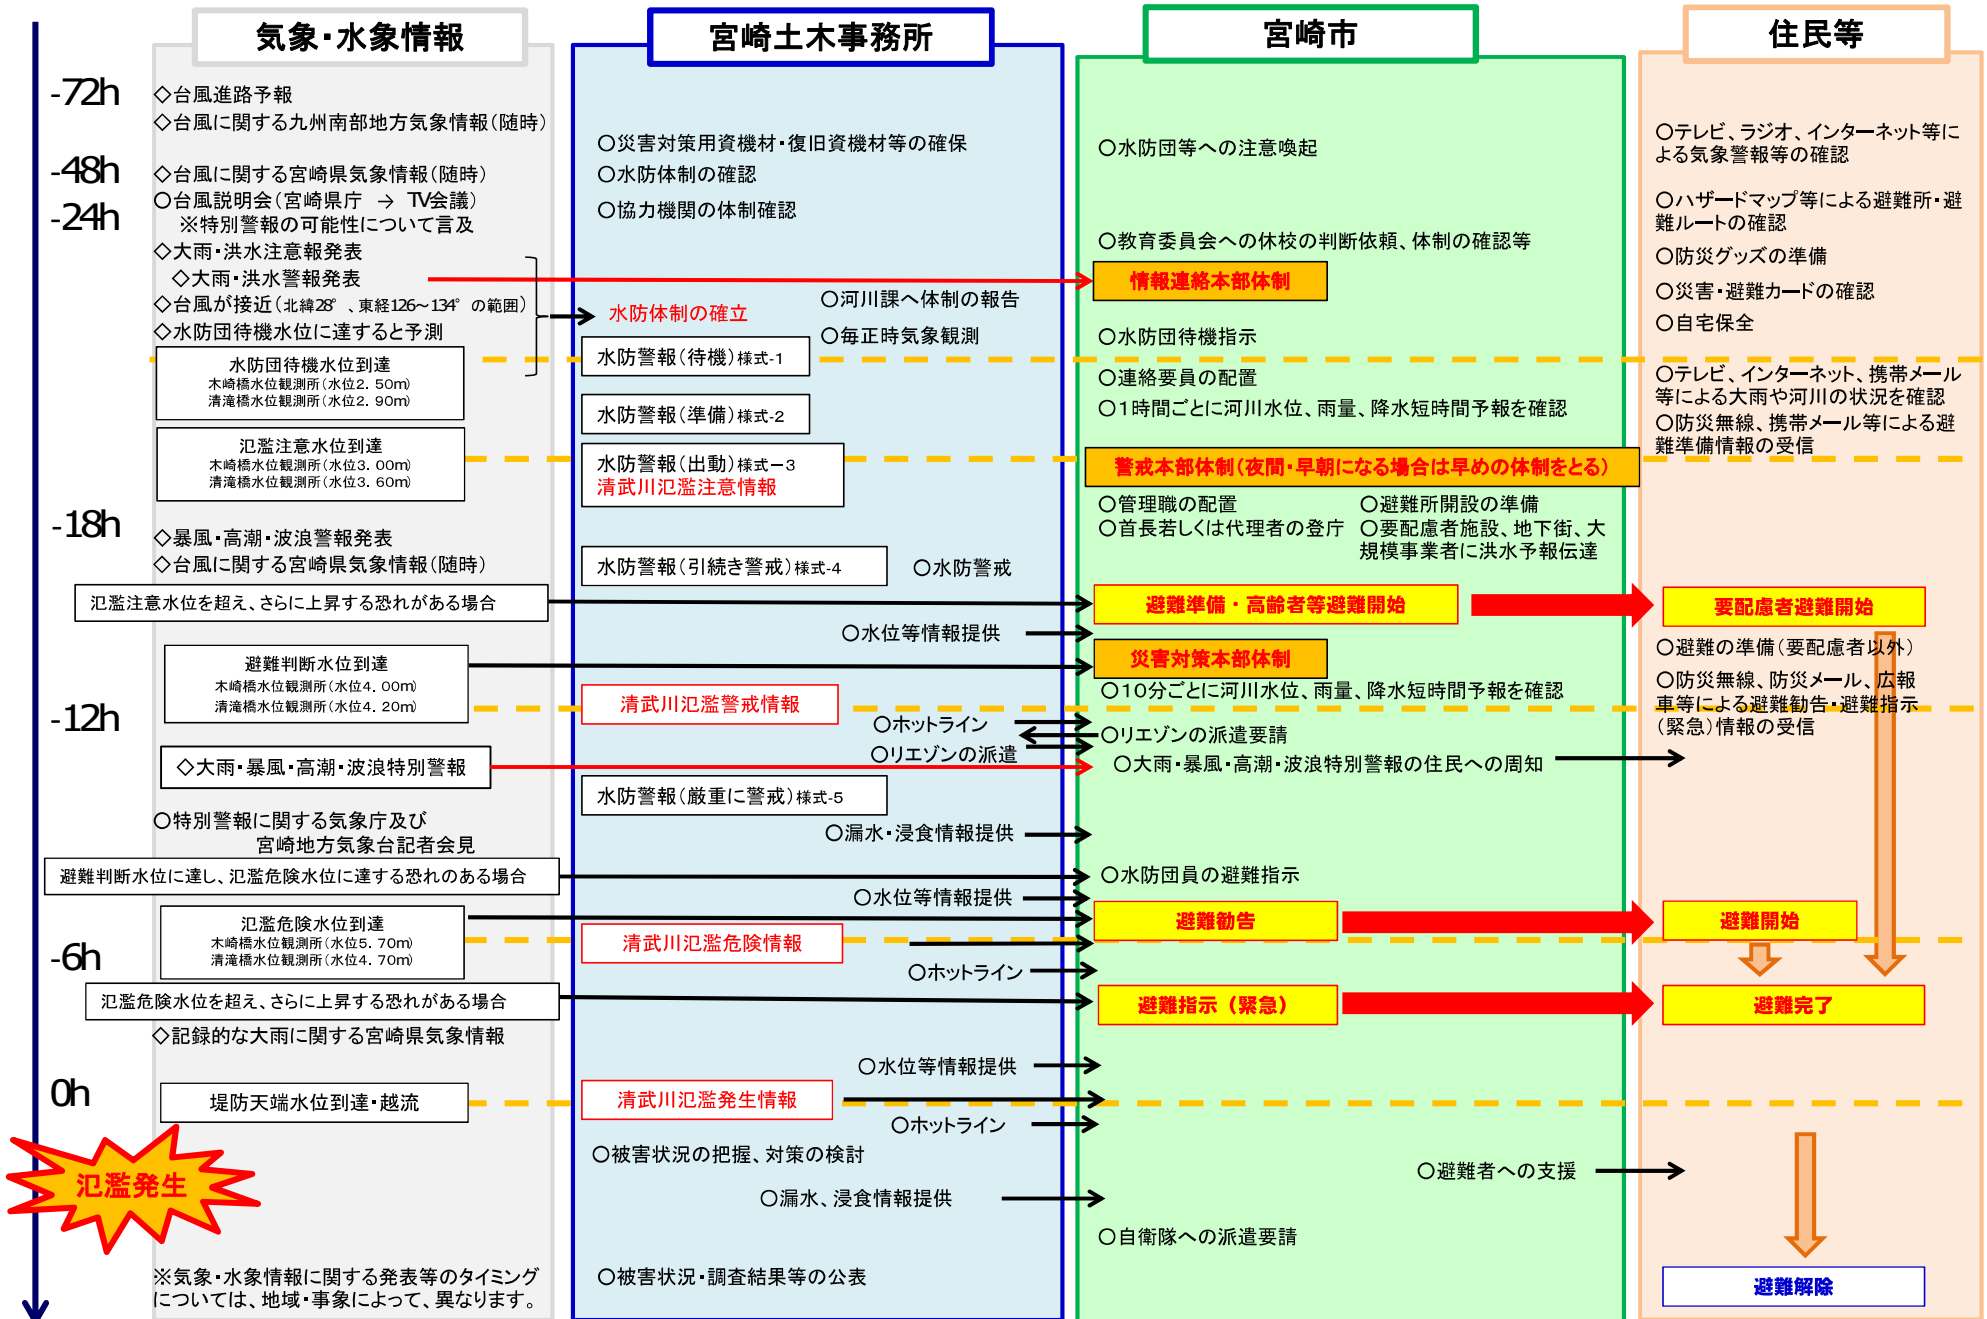 気象・水象情報
宮崎土木事務所
宮崎市
住民等
-72h
-48h
-24h
-18h
-12h
-6h
0h
氾濫発生
◇台風進路予報
◇台風に関する九州南部地方気象情報(随時)
◇台風に関する宮崎県気象情報(随時)
○台風説明会(宮崎県庁 → TV会議)
※特別警報の可能性について言及
◇大雨・洪水注意報発表
◇大雨・洪水警報発表
◇台風が接近(北緯28°、東経126～134°の範囲)
◇水防団待機水位に達すると予測
水防団待機水位到達
木崎橋水位観測所(水位2.50m)
清滝橋水位観測所(水位2.90m)
氾濫注意水位到達
木崎橋水位観測所(水位3.00m)
清滝橋水位観測所(水位3.60m)
◇暴風・高潮・波浪警報発表
◇台風に関する宮崎県気象情報(随時)
氾濫注意水位を超え、さらに上昇する恐れがある場合
避難判断水位到達
木崎橋水位観測所(水位4.00m)
清滝橋水位観測所(水位4.20m)
◇大雨・暴風・高潮・波浪特別警報
○特別警報に関する気象庁及び
宮崎地方気象台記者会見
避難判断水位に達し、氾濫危険水位に達する恐れのある場合
氾濫危険水位到達
木崎橋水位観測所(水位5.70m)
清滝橋水位観測所(水位4.70m)
氾濫危険水位を超え、さらに上昇する恐れがある場合
◇記録的な大雨に関する宮崎県気象情報
堤防天端水位到達・越流
※気象・水象情報に関する発表等のタイミング
については、地域・事象によって、異なります。
○災害対策用資機材・復旧資機材等の確保
○水防体制の確認
○協力機関の体制確認
水防体制の確立
○河川課へ体制の報告
○毎正時気象観測
水防警報(待機)様式-1
水防警報(準備)様式-2
水防警報(出動)様式－3
清武川氾濫注意情報
水防警報(引続き警戒)様式-4
○水防警戒
○水位等情報提供
清武川氾濫警戒情報
○ホットライン
○リエゾンの派遣
水防警報(厳重に警戒)様式-5
○漏水・浸食情報提供
○水位等情報提供
清武川氾濫危険情報
○ホットライン
○水位等情報提供
清武川氾濫発生情報
○ホットライン
○被害状況の把握、対策の検討
○漏水、浸食情報提供
○被害状況・調査結果等の公表
○水防団等への注意喚起
○教育委員会への休校の判断依頼、体制の確認等
情報連絡本部体制
○水防団待機指示
○連絡要員の配置
○1時間ごとに河川水位、雨量、降水短時間予報を確認
警戒本部体制(夜間・早朝になる場合は早めの体制をとる)
○管理職の配置
○首長若しくは代理者の登庁
○避難所開設の準備
○要配慮者施設、地下街、大
規模事業者に洪水予報伝達
避難準備・高齢者等避難開始
災害対策本部体制
○10分ごとに河川水位、雨量、降水短時間予報を確認
○リエゾンの派遣要請
○大雨・暴風・高潮・波浪特別警報の住民への周知
○水防団員の避難指示
避難勧告
避難指示(緊急)
○避難者への支援
○自衛隊への派遣要請
○テレビ、ラジオ、インターネット等に
よる気象警報等の確認
○ハザードマップ等による避難所・避
難ルートの確認
○防災グッズの準備
○災害・避難カードの確認
○自宅保全
○テレビ、インターネット、携帯メール
等による大雨や河川の状況を確認
○防災無線、携帯メール等による避
難準備情報の受信
要配慮者避難開始
○避難の準備(要配慮者以外)
○防災無線、防災メール、広報
車等による避難勧告・避難指示
(緊急)情報の受信
避難開始
避難完了
避難解除